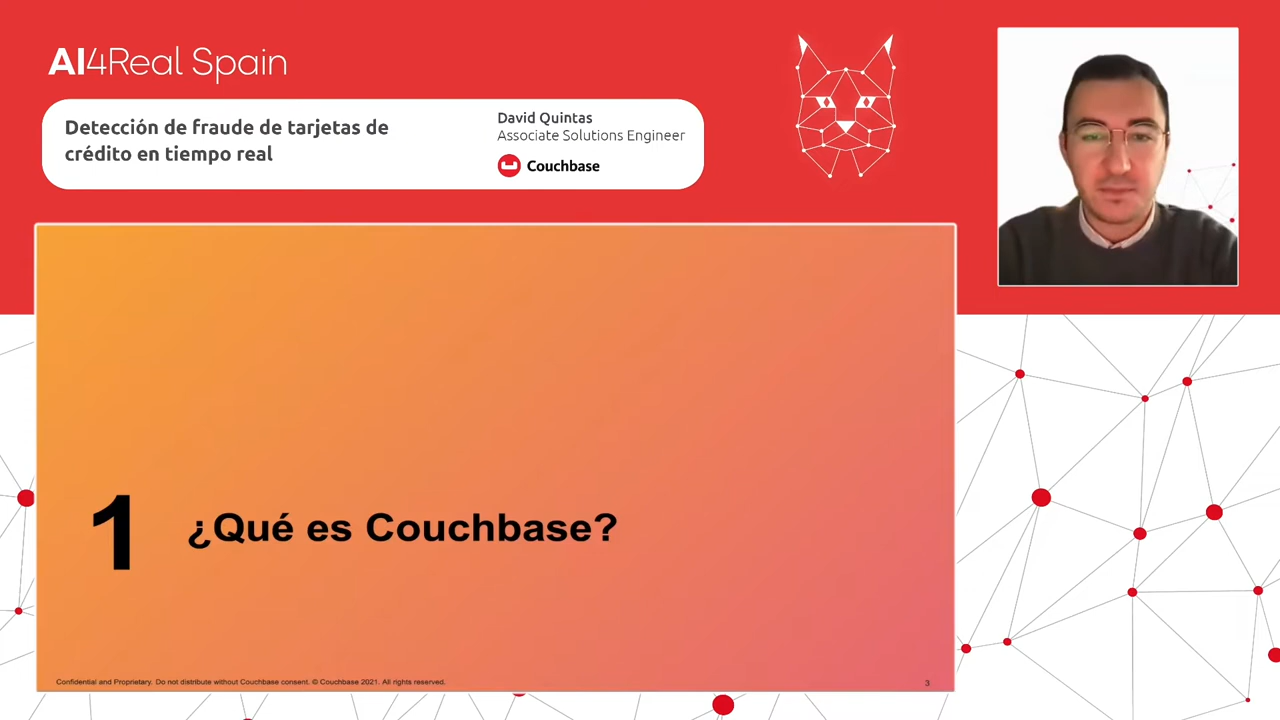 AI4Real Spain
Detección de fraude de tarjetas de
crédito en tiempo real
David Quintas
Associate Solutions Engineer
Couchbase
1 ¿Qué es Couchbase?
Confidential and Proprietary. Do not distribute without Couchbase consent. © Couchbase 2021. All rights reserved.
3